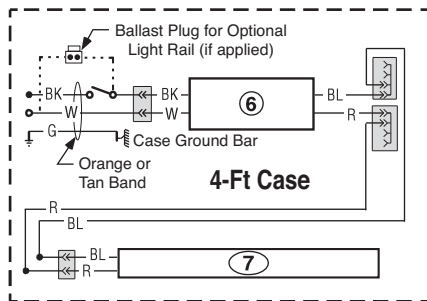 Ballast Plug for Optional
Light Rail (if applied)
BK
BK
6
BL
W
W
R
G
Case Ground Bar
Orange or
Tan Band
4-Ft Case
R
BL
BL
7
R